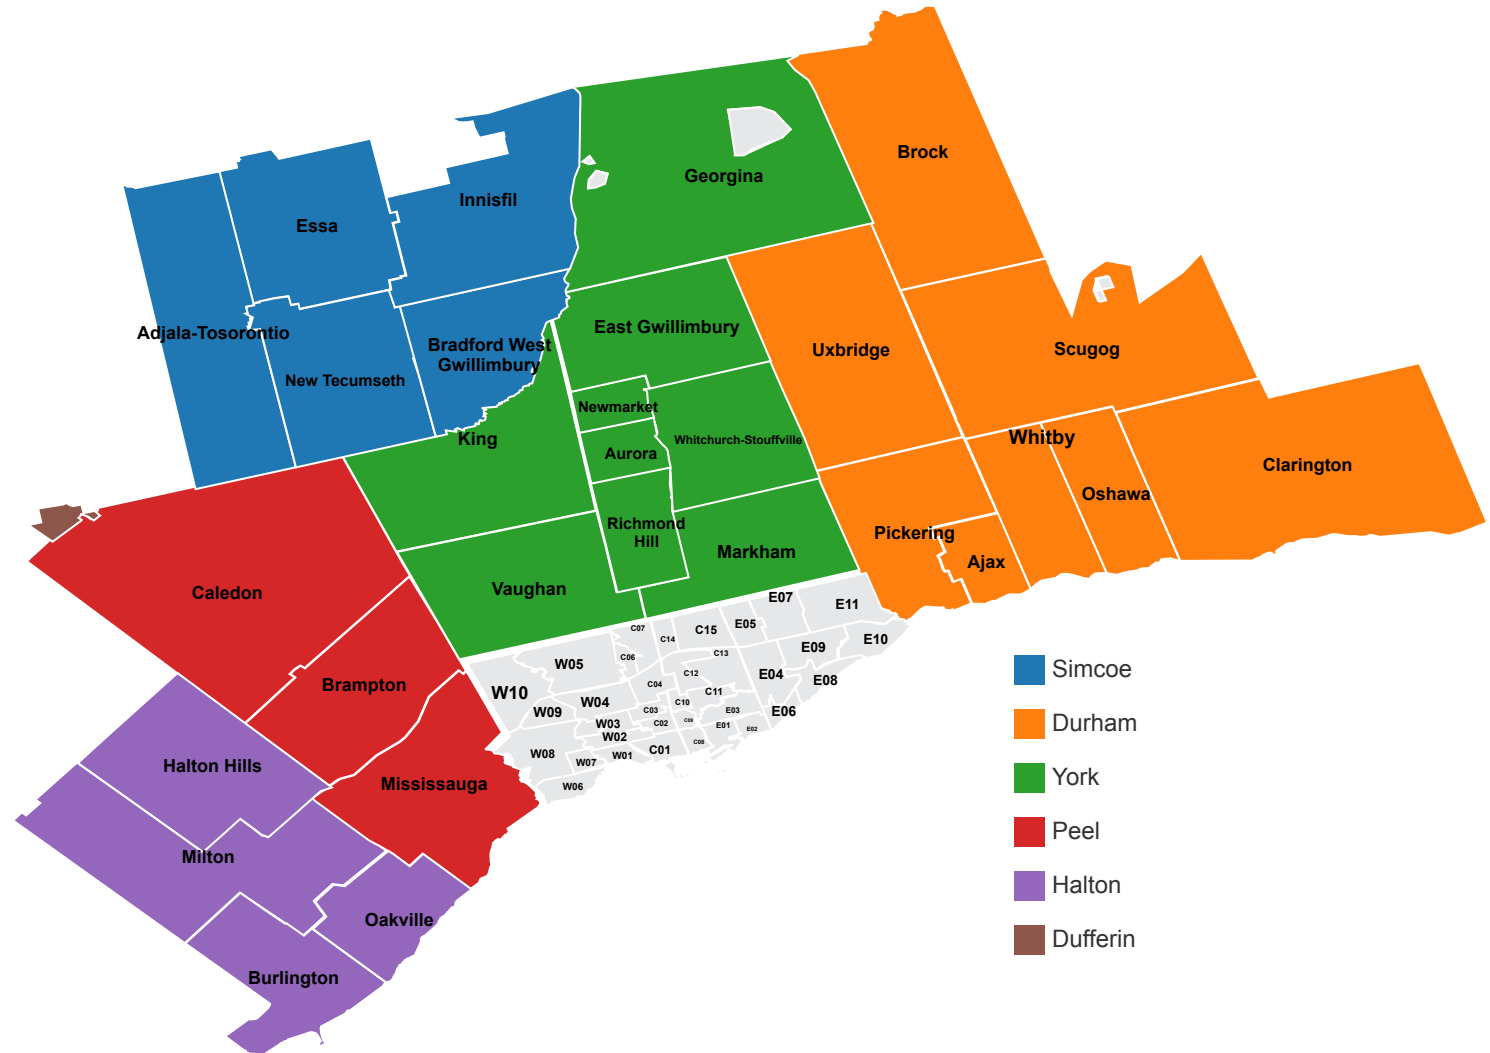 Brock
Georgina
Innisfil
Essa
Adjala-Tosorontio
East Gwillimbury
Bradford West
Gwillimbury
Uxbridge
Scugog
New Tecumseth
Newmarket
King
Whitchurch-Stouffville
Whitby
Aurora
Clarington
Oshawa
Richmond
Hill
Pickering
Markham
Ajax
Caledon
Vaughan
E07
E11
C07
C14
C15
E05
E10
E09
W05
C06
C13
C12
E04
E08
Brampton
C04
W10
C11
W04
C10
W09
C03
E03
E06
W03
C02
C09
E01
E02
W02
C08
C01
W08
W01
W07
W06
Halton Hills
Mississauga
Milton
Oakville
Burlington
Simcoe
Durham
York
Peel
Halton
Dufferin